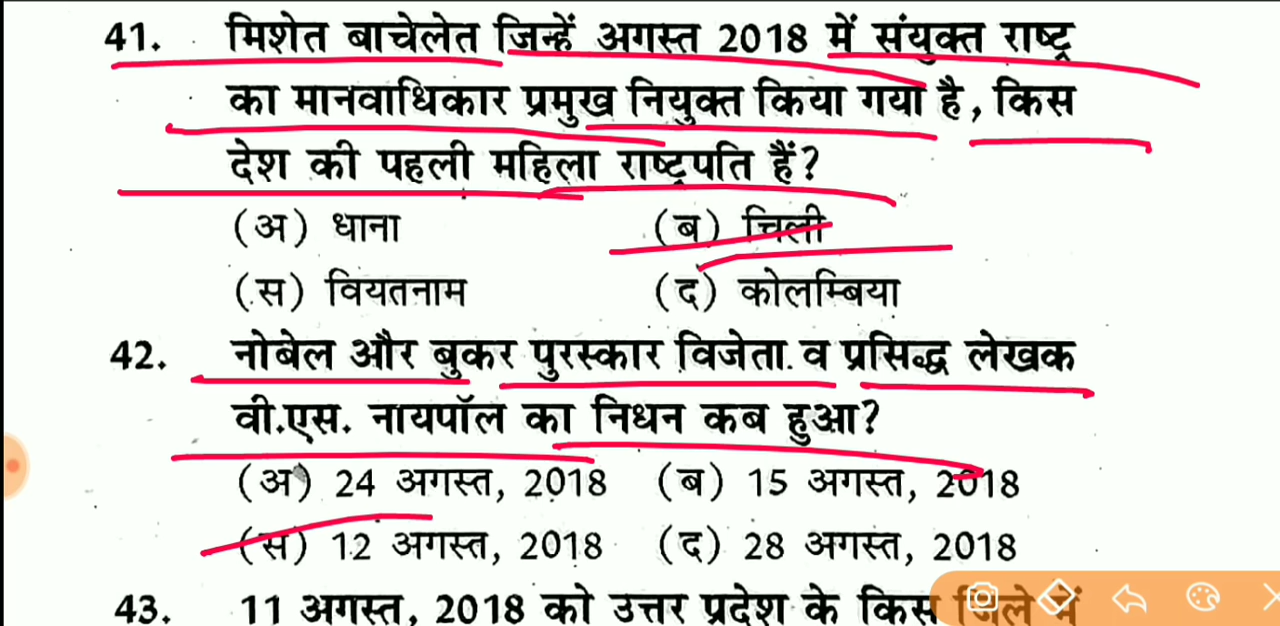 41. मिशेत बाचेलेत जिन्हें अगस्त 2018 में संयुक्त राष्ट्र
का मानवाधिकार प्रमुख नियुक्त किया गया है, किस
देश की पहली महिला राष्ट्रपति हैं?
(अ) धाना (ब) चिली
(स) वियतनाम (द) कोलम्बिया
42. नोबेल और बुकर पुरस्कार विजेता व प्रसिद्ध लेखक
वी.एस. नायपॉल का निधन कब हुआ?
(अ) 24 अगस्त, 2018 (ब) 15 अगस्त, 2018
(स) 12 अगस्त, 2018 (द) 28 अगस्त, 2018
43. 11 अगस्त, 2018 को उत्तर प्रदेश के किस जिले में